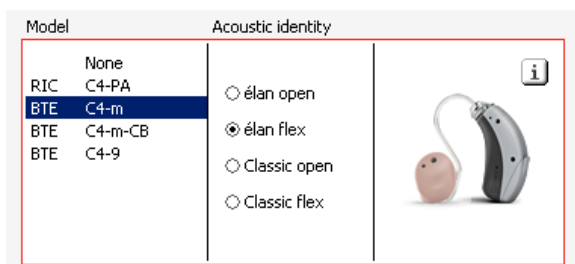 Model Acoustic identity
None
RIC C4-PA
BTE C4-m
BTE C4-m-CB
BTE C4-9
élan open
élan flex
Classic open
Classic flex
i